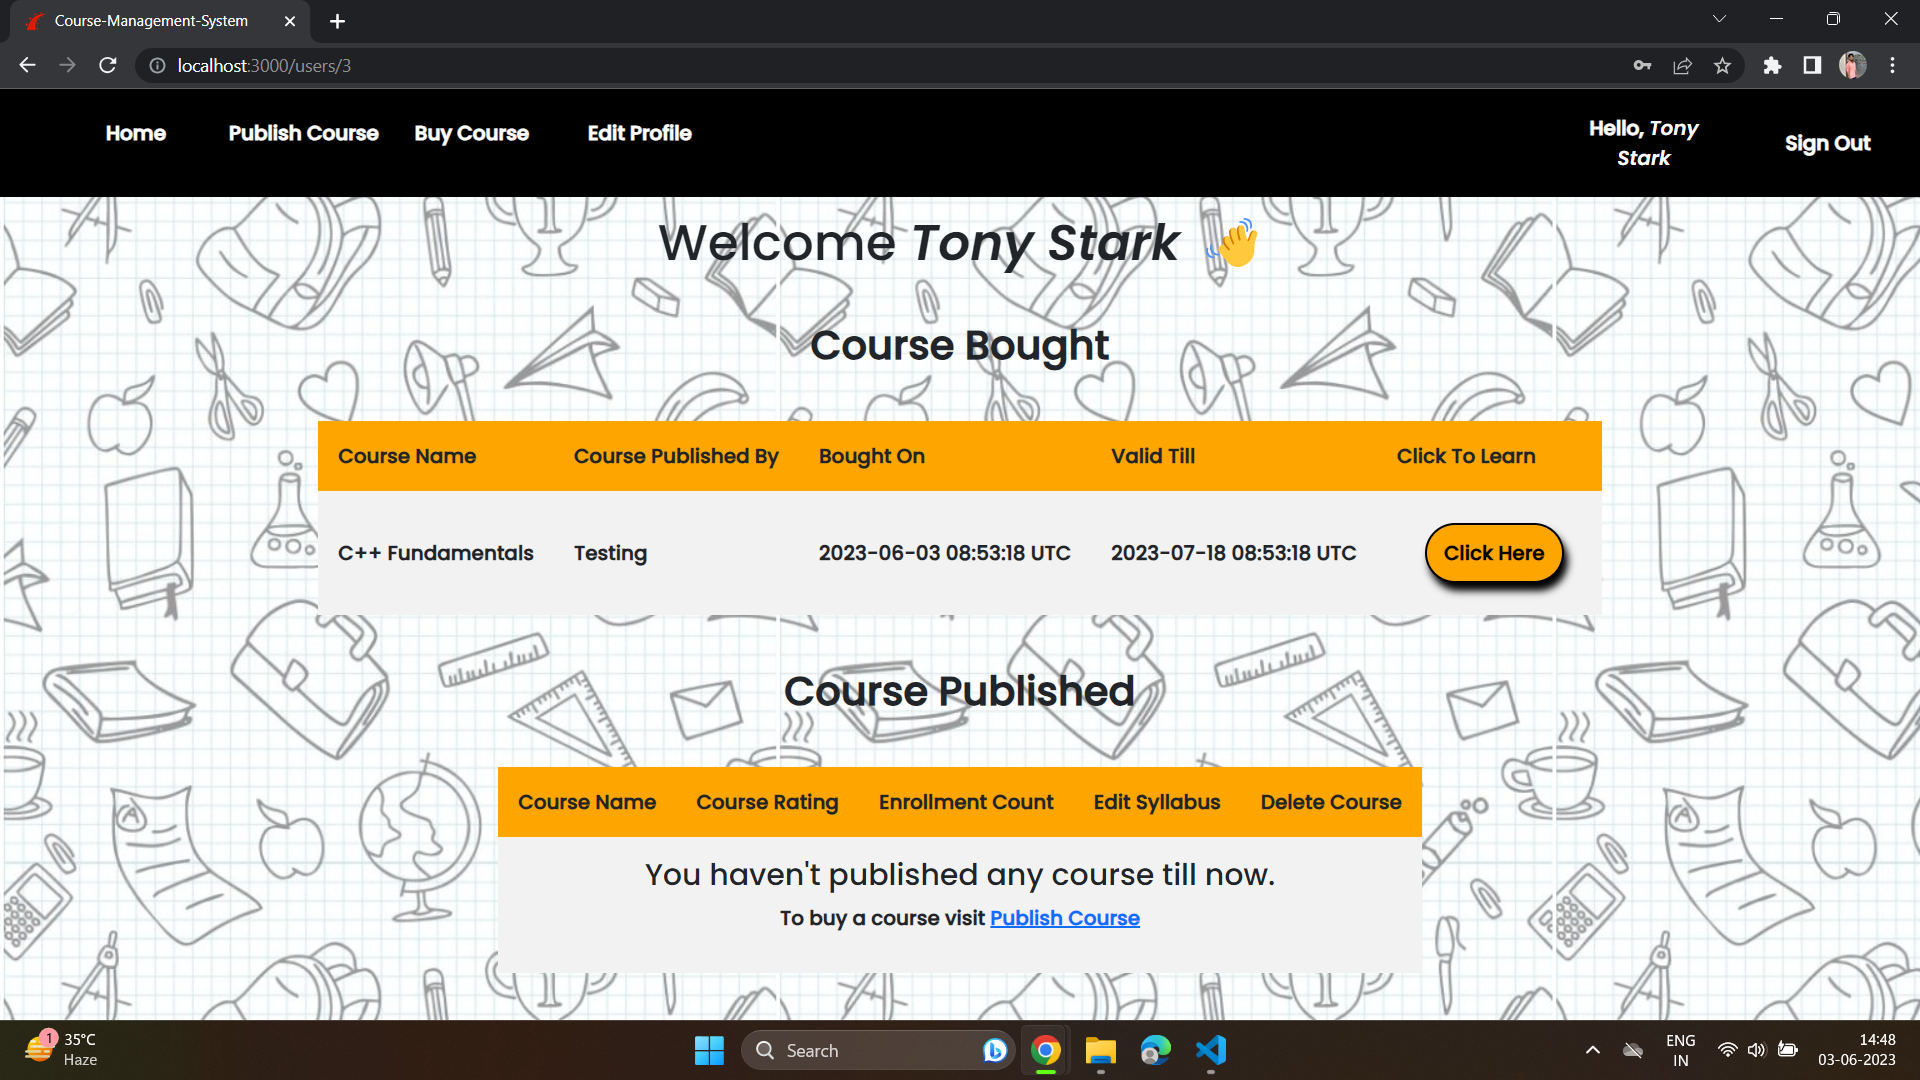 Course-Management-System
localhost:3000/users/3
Home Publish Course Buy Course Edit Profile
Hello, Tony
Stark
Sign Out
Welcome Tony Stark 👋
Course Bought
Course Name Course Published By Bought On Valid Till Click To Learn
C++ Fundamentals Testing 2023-06-03 08:53:18 UTC 2023-07-18 08:53:18 UTC Click Here
Course Published
Course Name Course Rating Enrollment Count Edit Syllabus Delete Course
You haven't published any course till now.
To buy a course visit Publish Course
A
A
1
35°C
Haze
Search
ENG
IN
14:48
03-06-2023